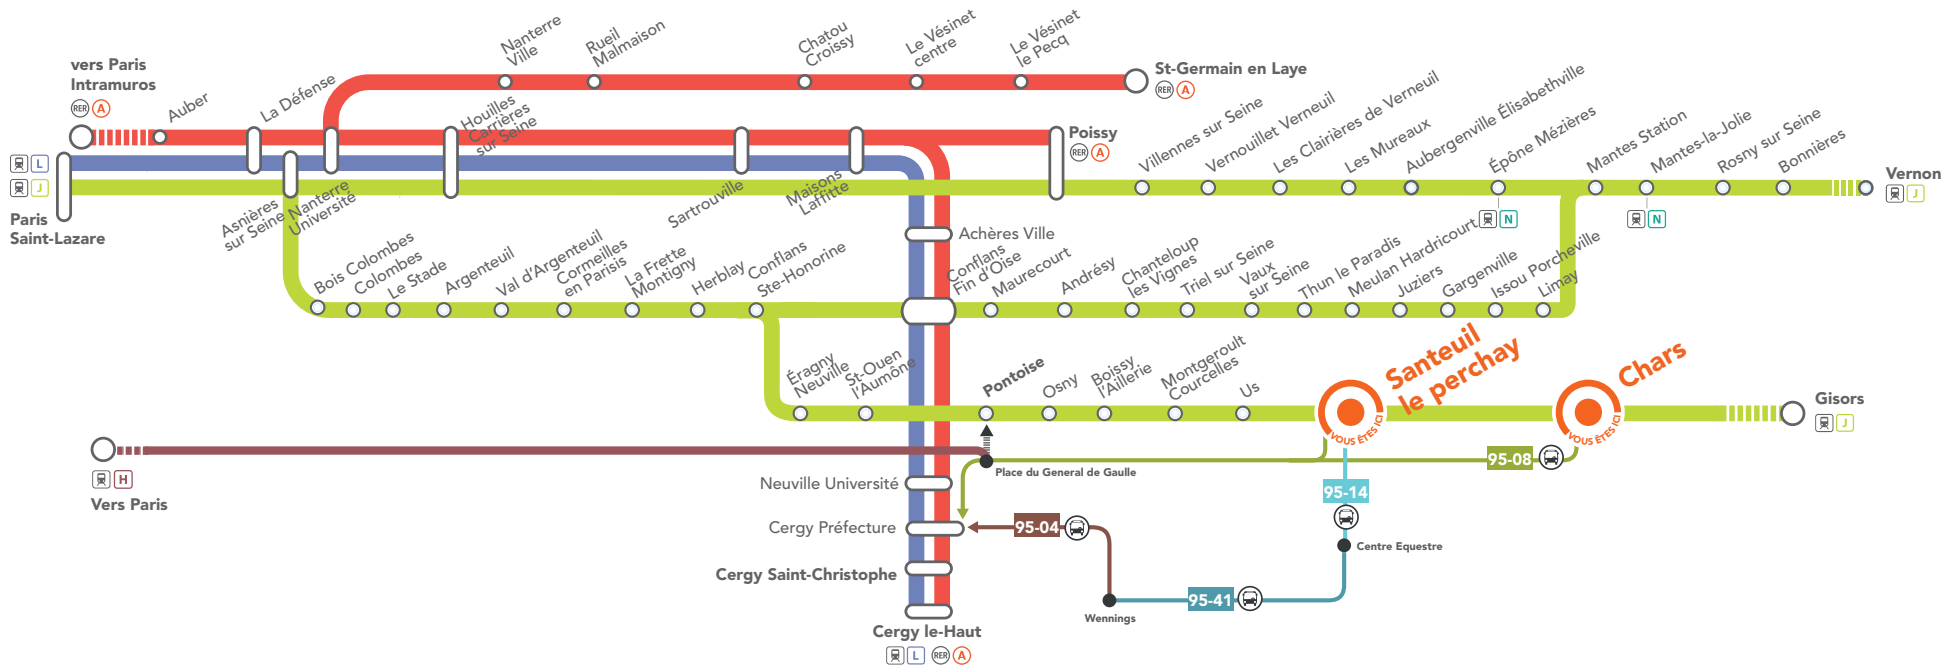 vers Paris
Intramuros
RER A
Auber
La Défense
Nanterre
Ville
Rueil
Malmaison
Chatou
Croissy
Le Vésinet
centre
Le Vésinet
le Pecq
St-Germain en Laye
RER A
Houilles
Carrières
sur Seine
Poissy
RER A
L
J
Paris
Saint-Lazare
Asnières
sur Seine
Nanterre
Université
Sartrouville
Maisons
Laffitte
Villennes sur Seine
Vernouillet Verneuil
Les Clairières de Verneuil
Les Mureaux
Aubergenville Élisabethville
Épône Mézières
N
Mantes Station
Mantes-la-Jolie
N
Rosny sur Seine
Bonnières
Vernon
J
Achères Ville
Bois Colombes
Colombes
Le Stade
Argenteuil
Val d'Argenteuil
Cormeilles
en Parisis
La Frette
Montigny
Herblay
Conflans
Ste-Honorine
Conflans
Fin d'Oise
Maurecourt
Andrésy
Chanteloup
les Vignes
Triel sur Seine
Vaux
sur Seine
Thun le Paradis
Meulan Hardricourt
Juziers
Gargenville
Issou Porcheville
Limay
Éragny
Neuville
St-Ouen
l'Aumône
Pontoise
Osny
Boissy
l'Aillerie
Montgeroult
Courcelles
Us
Santeuil
le perchay
VOUS ÊTES ICI
Chars
VOUS ÊTES ICI
Gisors
J
H
Vers Paris
Place du General de Gaulle
95-08
Neuville Université
95-14
Cergy Préfecture
95-04
Centre Equestre
Cergy Saint-Christophe
95-41
Wennings
Cergy le-Haut
L RER A